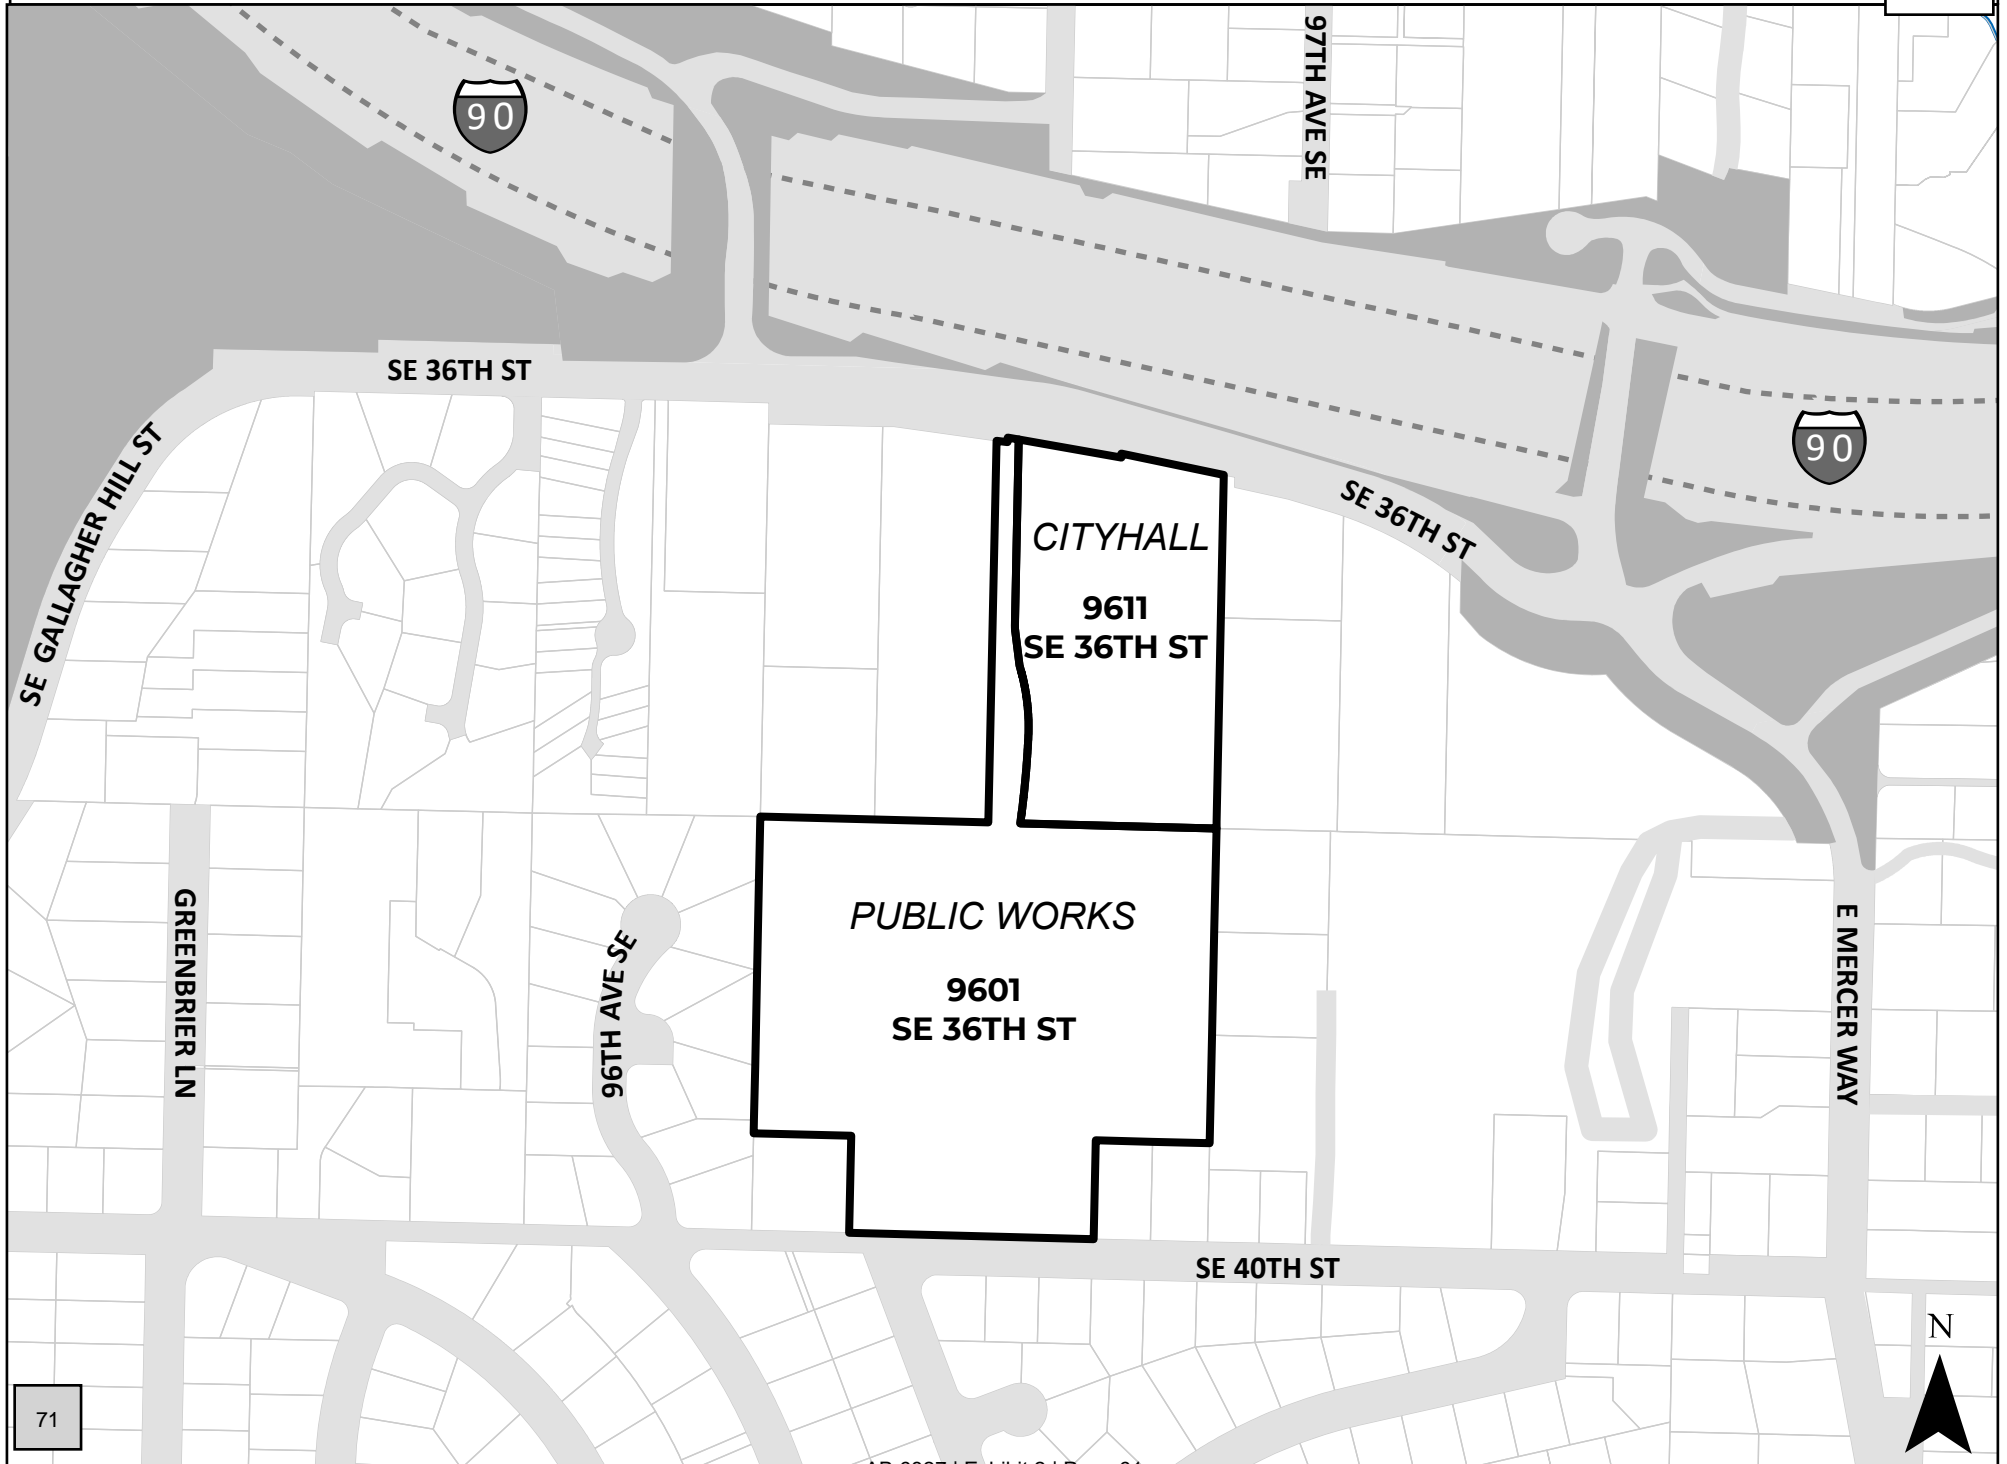 97TH AVE SE
90
SE 36TH ST
90
SE GALLAGHER HILL ST
SE 36TH ST
CITYHALL
9611
SE 36TH ST
PUBLIC WORKS
9601
SE 36TH ST
GREENBRIER LN
96TH AVE SE
E MERCER WAY
SE 40TH ST
N
71